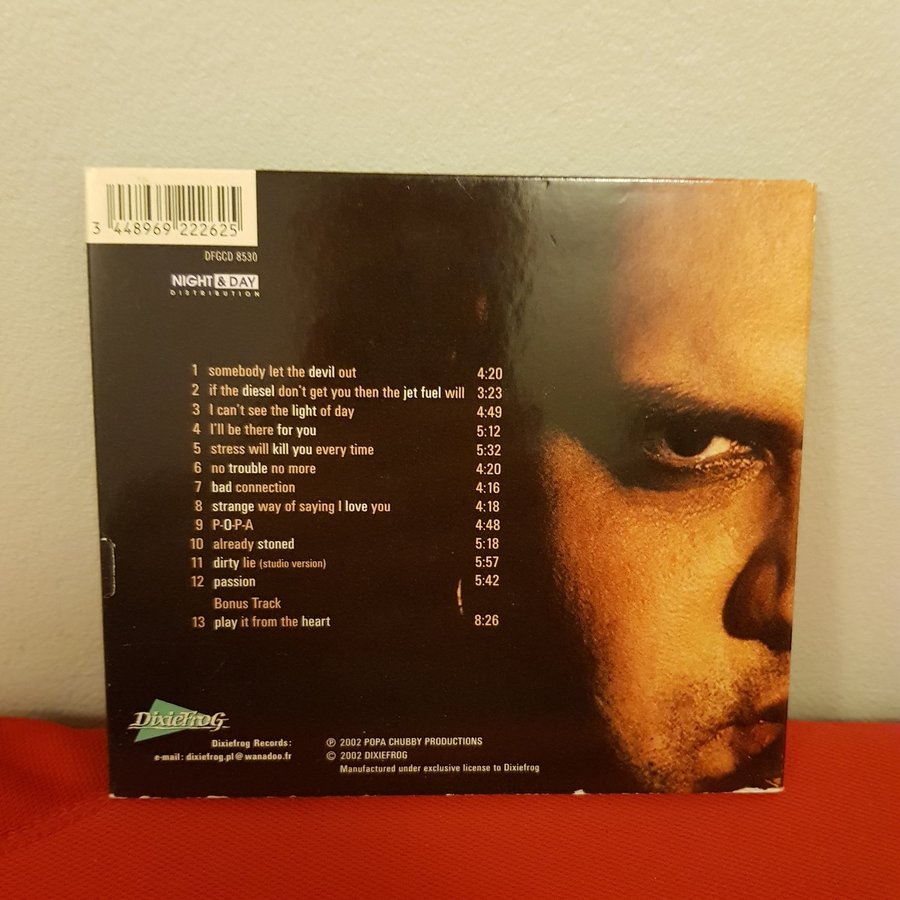 3 448969 222625
DFGCD 8530
NIGHT & DAY
DISTRIBUTION
1 somebody let the devil out 4:20
2 if the diesel don't get you then the jet fuel will 3:23
3 I can't see the light of day 4:49
4 I'll be there for you 5:12
5 stress will kill you every time 5:32
6 no trouble no more 4:20
7 bad connection 4:16
8 strange way of saying I love you 4:18
9 P-O-P-A 4:48
10 already stoned 5:18
11 dirty lie (studio version) 5:57
12 passion 5:42
Bonus Track
13 play it from the heart 8:26
DixieFroG
Dixiefrog Records:
e-mail: dixiefrog.pl@wanadoo.fr
℗ 2002 POPA CHUBBY PRODUCTIONS
© 2002 DIXIEFROG
Manufactured under exclusive license to Dixiefrog